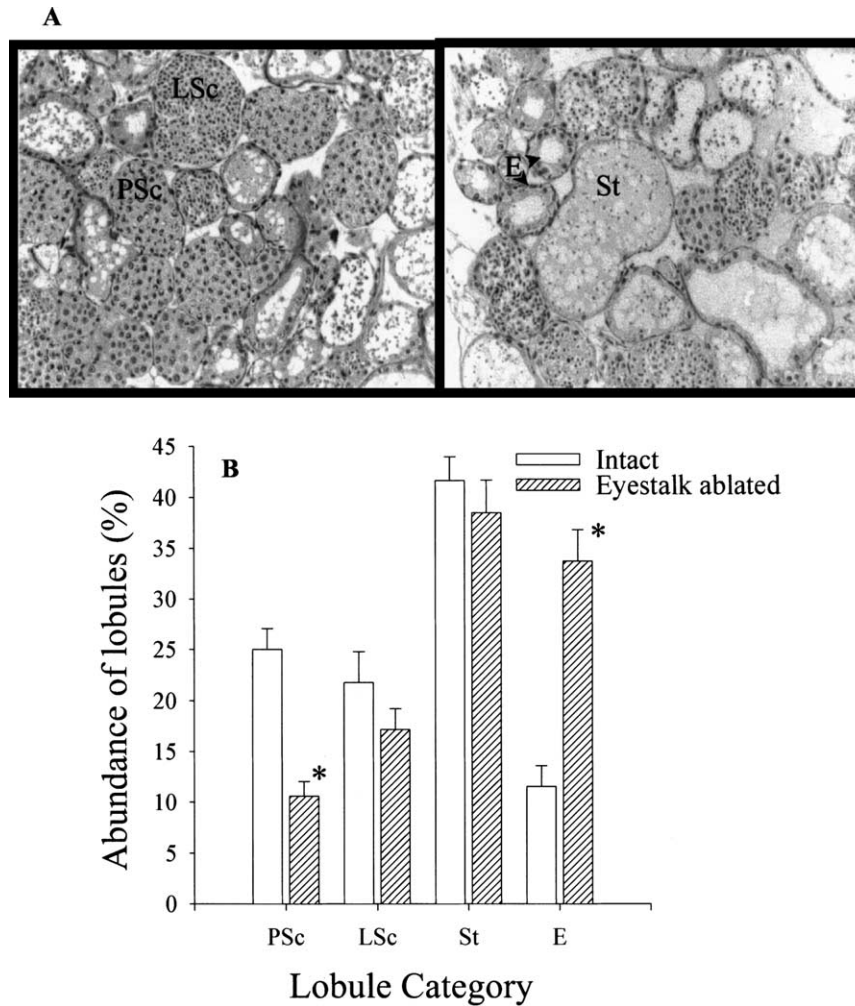 A
LSc
PSc
E
St
B
Intact
Eyestalk ablated
Abundance of lobules (%)
45
40
35
30
25
20
15
10
5
0
*
*
PSc LSc St E
Lobule Category